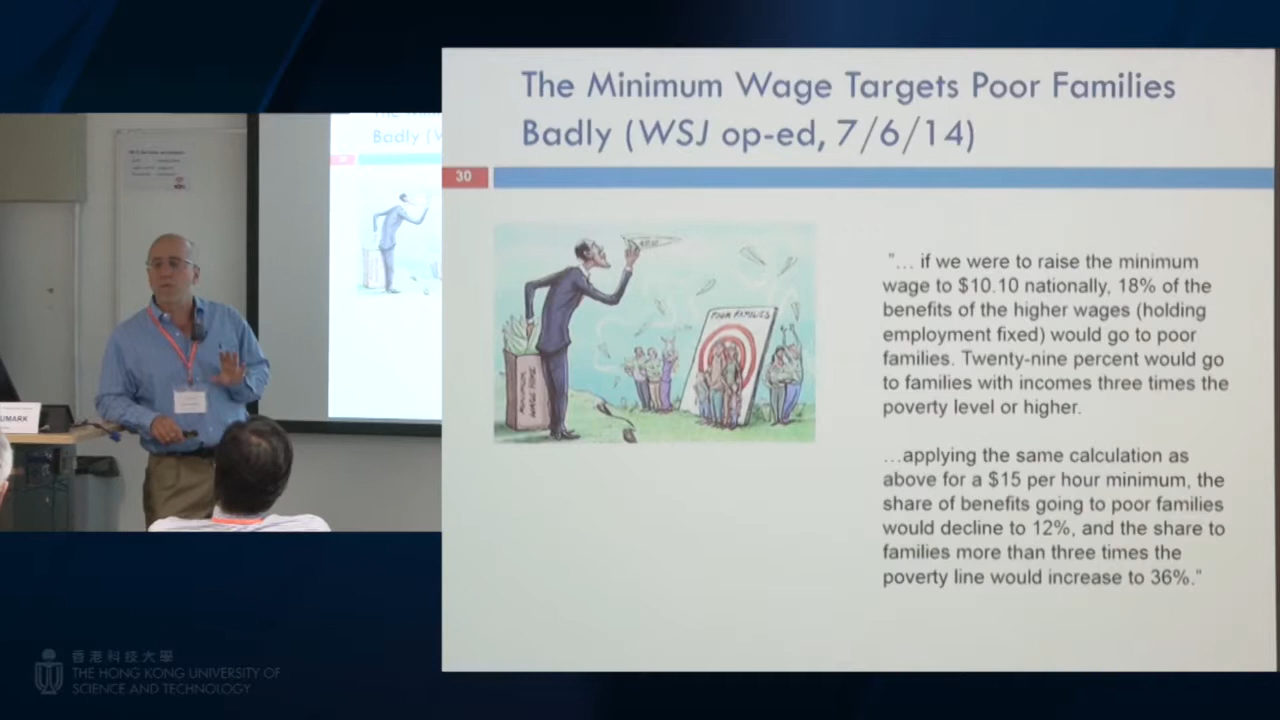 The Minimum Wage Targets Poor Families
Badly (WSJ op-ed, 7/6/14)
30
"... if we were to raise the minimum
wage to $10.10 nationally, 18% of the
benefits of the higher wages (holding
employment fixed) would go to poor
families. Twenty-nine percent would go
to families with incomes three times the
poverty level or higher.
...applying the same calculation as
above for a $15 per hour minimum, the
share of benefits going to poor families
would decline to 12%, and the share to
families more than three times the
poverty line would increase to 36%."
POOR FAMILIES
MINIMUM
WAGE HIKE
Badly (W
UMARK
香港科技大學
THE HONG KONG UNIVERSITY OF
SCIENCE AND TECHNOLOGY